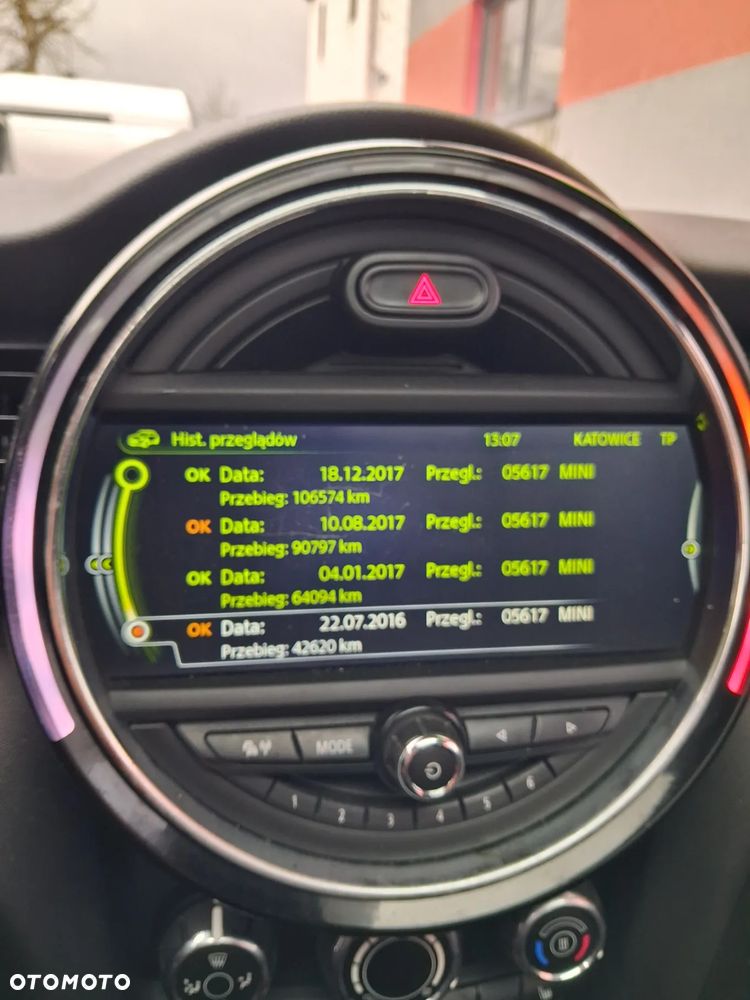 Hist. przeglądów 13:07 KATOWICE TP
OK Data: 18.12.2017 Przegl.: 05617 MINI
Przebieg: 106574 km
OK Data: 10.08.2017 Przegl.: 05617 MINI
Przebieg: 90797 km
OK Data: 04.01.2017 Przegl.: 05617 MINI
Przebieg: 64094 km
OK Data: 22.07.2016 Przegl.: 05617 MINI
Przebieg: 42620 km
MODE
1 2 3 4 5 6
OTOMOTO